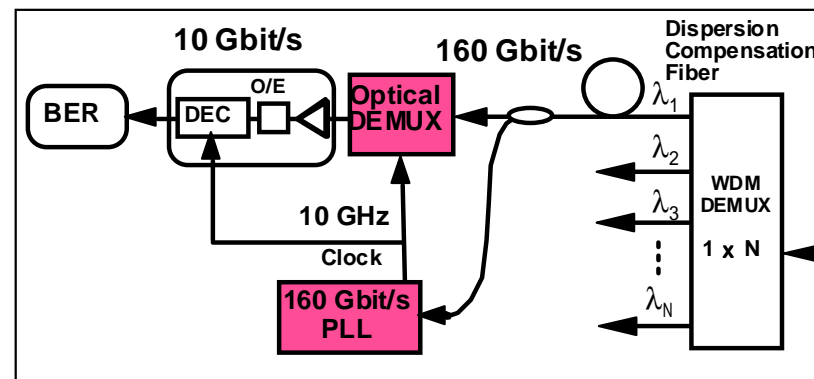 10 Gbit/s
160 Gbit/s
Dispersion
Compensation
Fiber
O/E
BER
DEC
Optical
DEMUX
λ1
λ2
λ3
λN
WDM
DEMUX
1 x N
10 GHz
Clock
160 Gbit/s
PLL